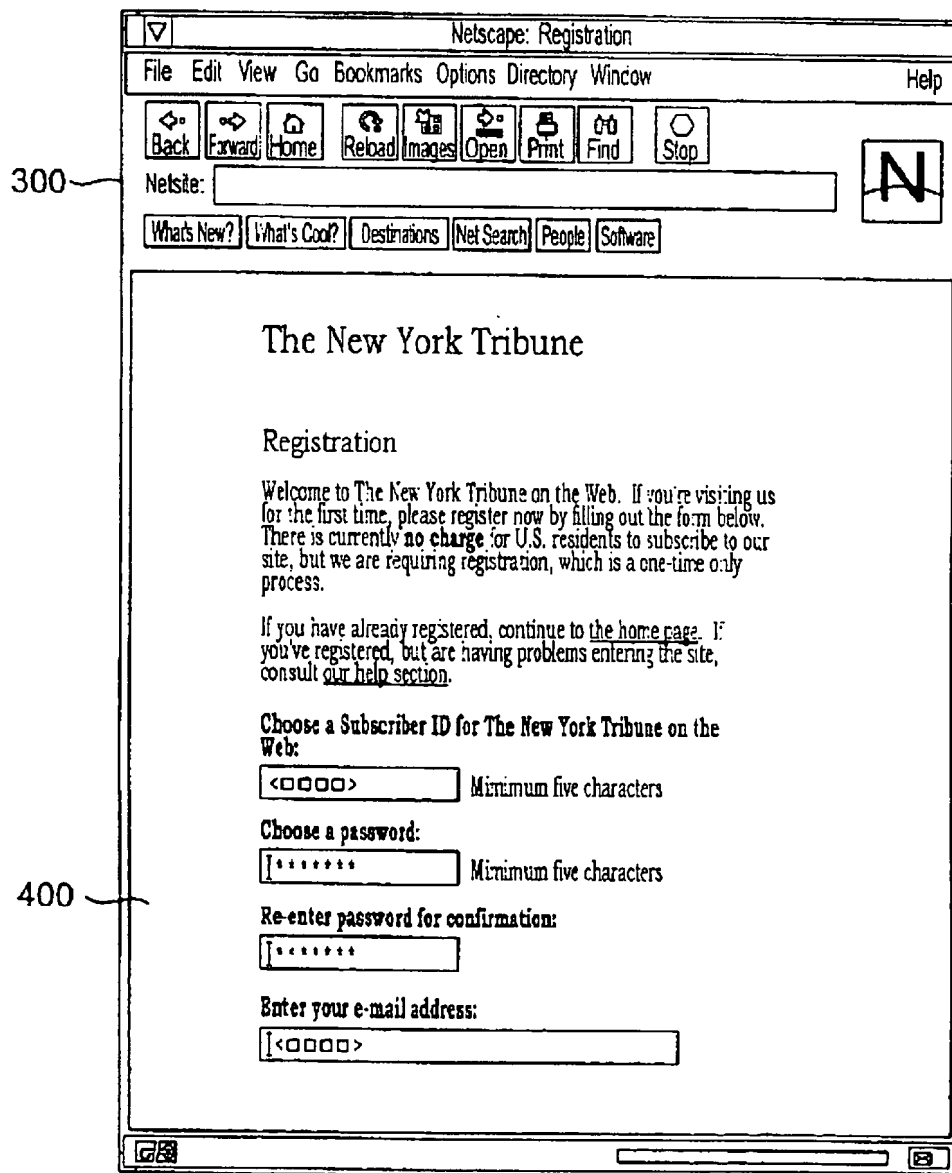 Netscape: Registration
File Edit View Go Bookmarks Options Directory Window Help
Back Forward Home Reload Images Open Print Find Stop
N
300
Netsite:
What's New? What's Cool? Destinations Net Search People Software
The New York Tribune
Registration
Welcome to The New York Tribune on the Web. If you're visiting us
for the first time, please register now by filling out the form below.
There is currently no charge for U.S. residents to subscribe to our
site, but we are requiring registration, which is a one-time only
process.
If you have already registered, continue to the home page. If
you've registered, but are having problems entering the site,
consult our help section.
Choose a Subscriber ID for The New York Tribune on the
Web:
<□□□□> Minimum five characters
Choose a password:
******* Minimum five characters
400
Re-enter password for confirmation:
*******
Enter your e-mail address:
<□□□□>